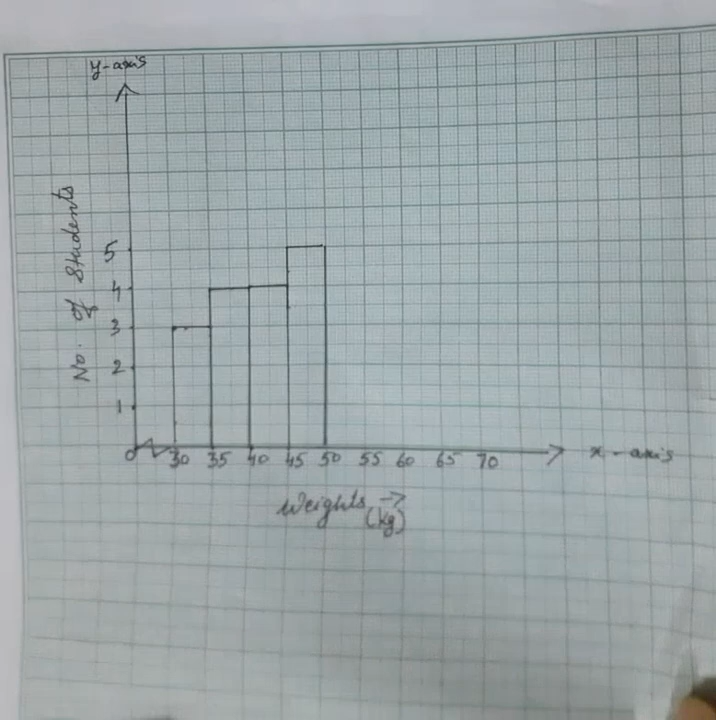 y-axis
No. of Students
5
4
3
2
1
0 30 35 40 45 50 55 60 65 70
x-axis
Weights →
(kg)